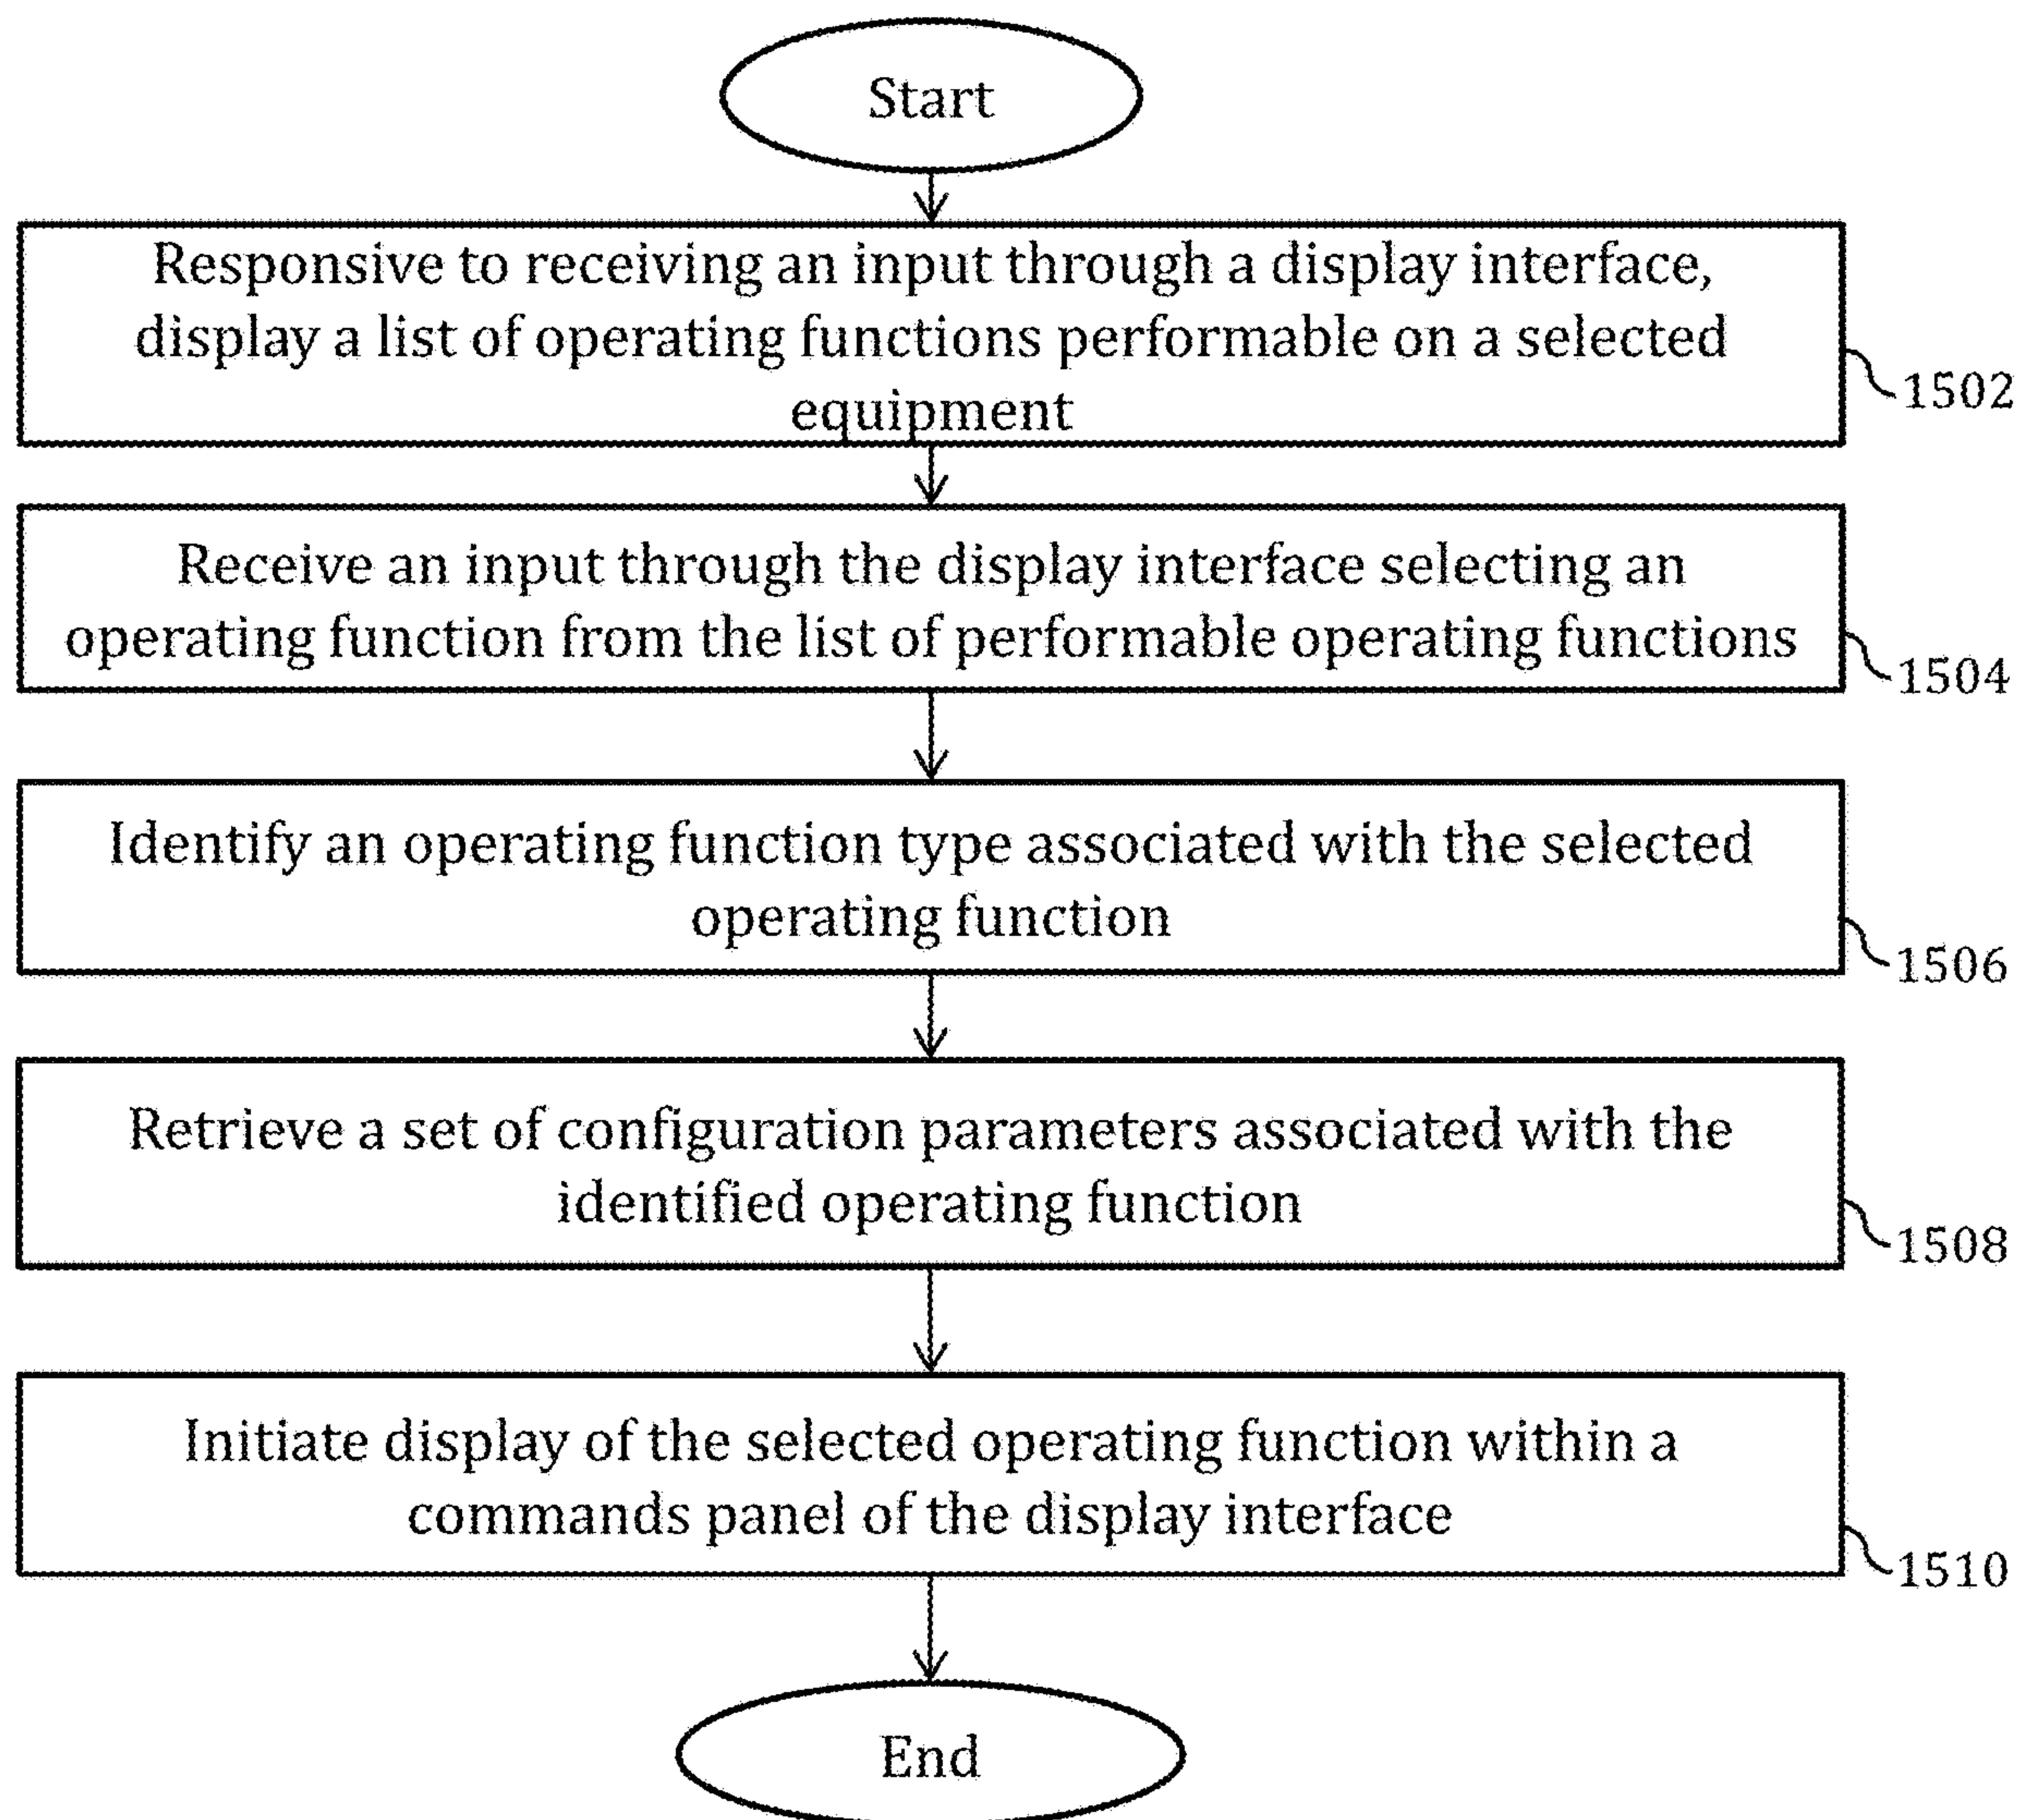 Start
Responsive to receiving an input through a display interface,
display a list of operating functions performable on a selected
equipment
1502
Receive an input through the display interface selecting an
operating function from the list of performable operating functions
1504
Identify an operating function type associated with the selected
operating function
1506
Retrieve a set of configuration parameters associated with the
identified operating function
1508
Initiate display of the selected operating function within a
commands panel of the display interface
1510
End